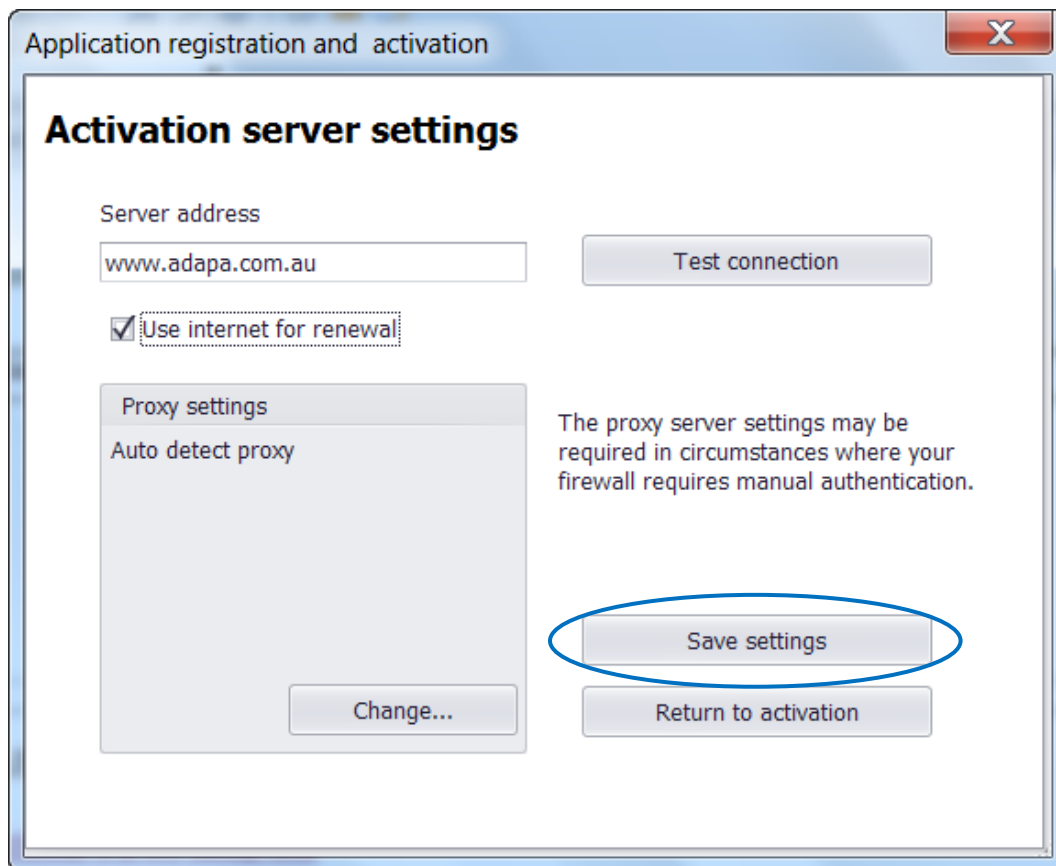 Application registration and  activation
X
Activation server settings
Server address
www.adapa.com.au
Test connection
Use internet for renewal
Proxy settings
Auto detect proxy
The proxy server settings may be
required in circumstances where your
firewall requires manual authentication.
Save settings
Change...
Return to activation